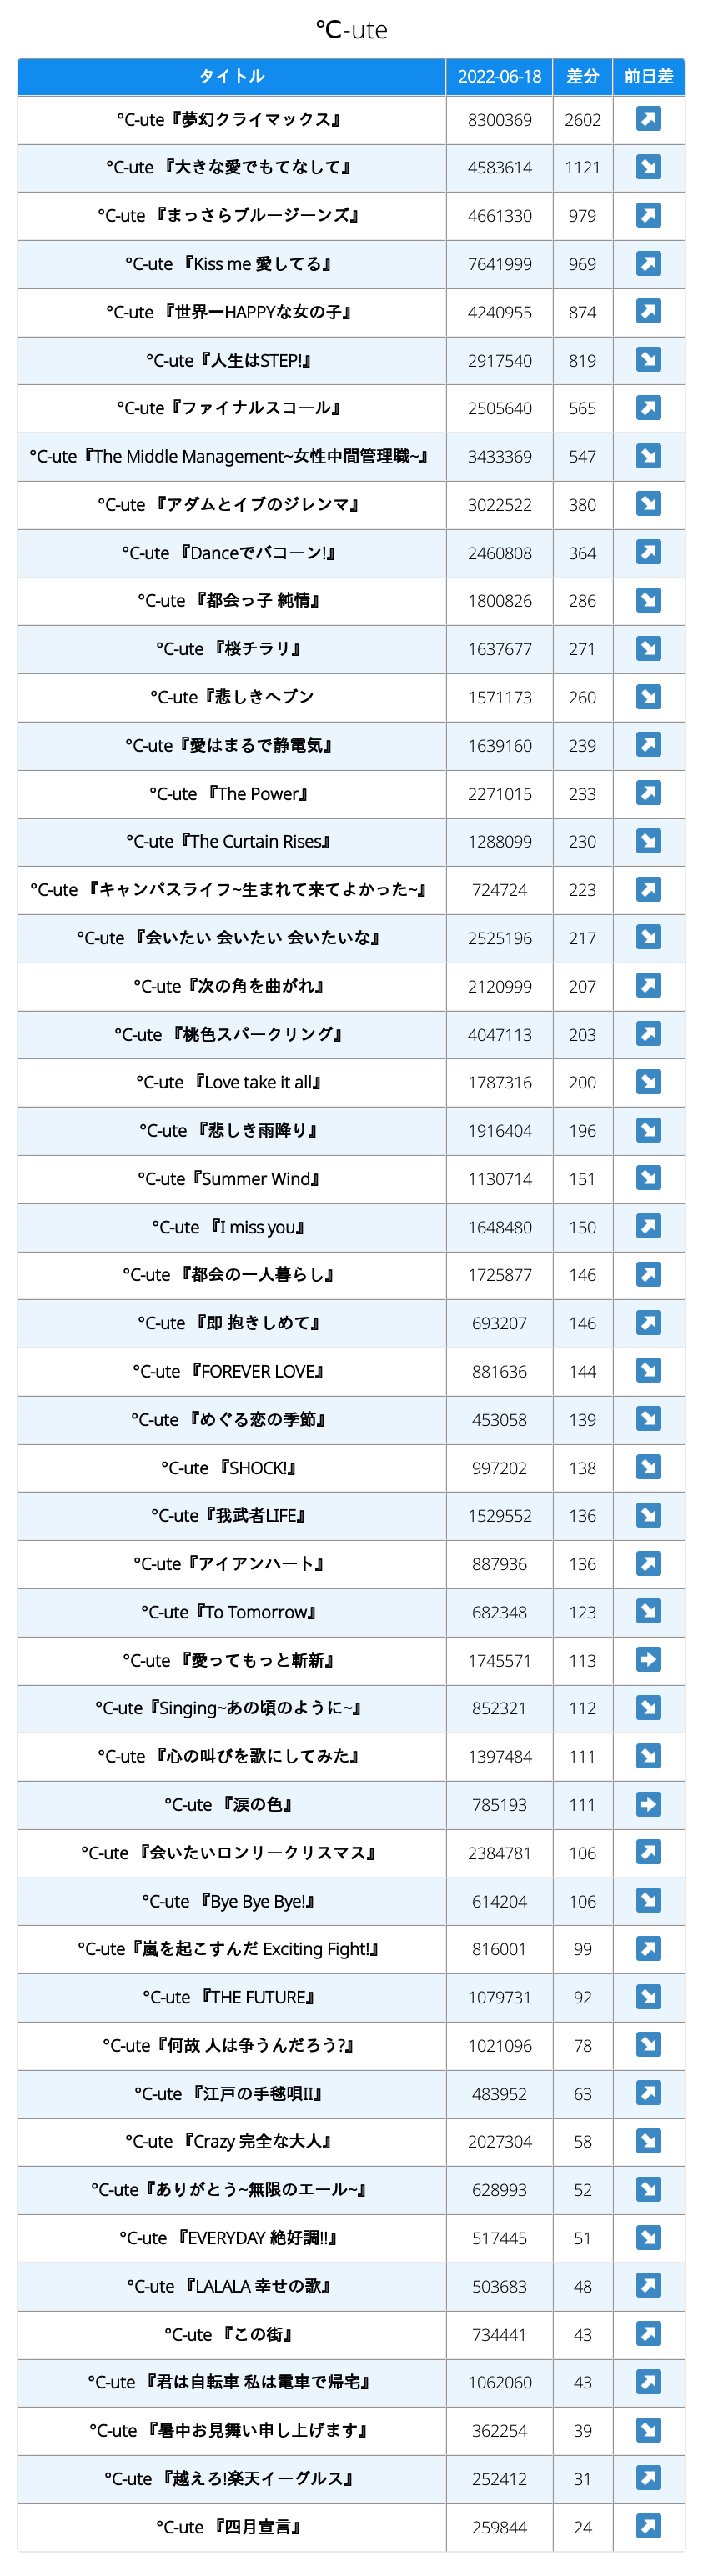 ℃-ute
タイトル 2022-06-18 差分 前日差
°C-ute『夢幻クライマックス』 8300369 2602 ↗
°C-ute 『大きな愛でもてなして』 4583614 1121 ↘
°C-ute 『まっさらブルージーンズ』 4661330 979 ↗
°C-ute 『Kiss me 愛してる』 7641999 969 ↗
°C-ute 『世界一HAPPYな女の子』 4240955 874 ↗
°C-ute『人生はSTEP!』 2917540 819 ↘
°C-ute『ファイナルスコール』 2505640 565 ↗
°C-ute『The Middle Management~女性中間管理職~』 3433369 547 ↘
°C-ute 『アダムとイブのジレンマ』 3022522 380 ↘
°C-ute 『Danceでバコーン!』 2460808 364 ↗
°C-ute 『都会っ子 純情』 1800826 286 ↘
°C-ute 『桜チラリ』 1637677 271 ↘
°C-ute『悲しきヘブン 1571173 260 ↘
°C-ute『愛はまるで静電気』 1639160 239 ↗
°C-ute 『The Power』 2271015 233 ↗
°C-ute『The Curtain Rises』 1288099 230 ↘
°C-ute 『キャンパスライフ~生まれて来てよかった~』 724724 223 ↗
°C-ute 『会いたい 会いたい 会いたいな』 2525196 217 ↘
°C-ute『次の角を曲がれ』 2120999 207 ↗
°C-ute 『桃色スパークリング』 4047113 203 ↗
°C-ute 『Love take it all』 1787316 200 ↘
°C-ute 『悲しき雨降り』 1916404 196 ↘
°C-ute『Summer Wind』 1130714 151 ↘
°C-ute 『I miss you』 1648480 150 ↗
°C-ute 『都会の一人暮らし』 1725877 146 ↗
°C-ute 『即 抱きしめて』 693207 146 ↗
°C-ute 『FOREVER LOVE』 881636 144 ↘
°C-ute 『めぐる恋の季節』 453058 139 ↘
°C-ute 『SHOCK!』 997202 138 ↘
°C-ute『我武者LIFE』 1529552 136 ↘
°C-ute『アイアンハート』 887936 136 ↗
°C-ute『To Tomorrow』 682348 123 ↘
°C-ute 『愛ってもっと斬新』 1745571 113 ➡
°C-ute『Singing~あの頃のように~』 852321 112 ↘
°C-ute 『心の叫びを歌にしてみた』 1397484 111 ↘
°C-ute 『涙の色』 785193 111 ➡
°C-ute 『会いたいロンリークリスマス』 2384781 106 ↗
°C-ute 『Bye Bye Bye!』 614204 106 ↘
°C-ute『嵐を起こすんだ Exciting Fight!』 816001 99 ↗
°C-ute 『THE FUTURE』 1079731 92 ↘
°C-ute『何故 人は争うんだろう?』 1021096 78 ↘
°C-ute 『江戸の手毬唄II』 483952 63 ↗
°C-ute 『Crazy 完全な大人』 2027304 58 ↘
°C-ute『ありがとう~無限のエール~』 628993 52 ↘
°C-ute 『EVERYDAY 絶好調!!』 517445 51 ↘
°C-ute 『LALALA 幸せの歌』 503683 48 ↗
°C-ute 『この街』 734441 43 ↗
°C-ute 『君は自転車 私は電車で帰宅』 1062060 43 ↗
°C-ute 『暑中お見舞い申し上げます』 362254 39 ↘
°C-ute 『越えろ!楽天イーグルス』 252412 31 ↗
°C-ute 『四月宣言』 259844 24 ↗